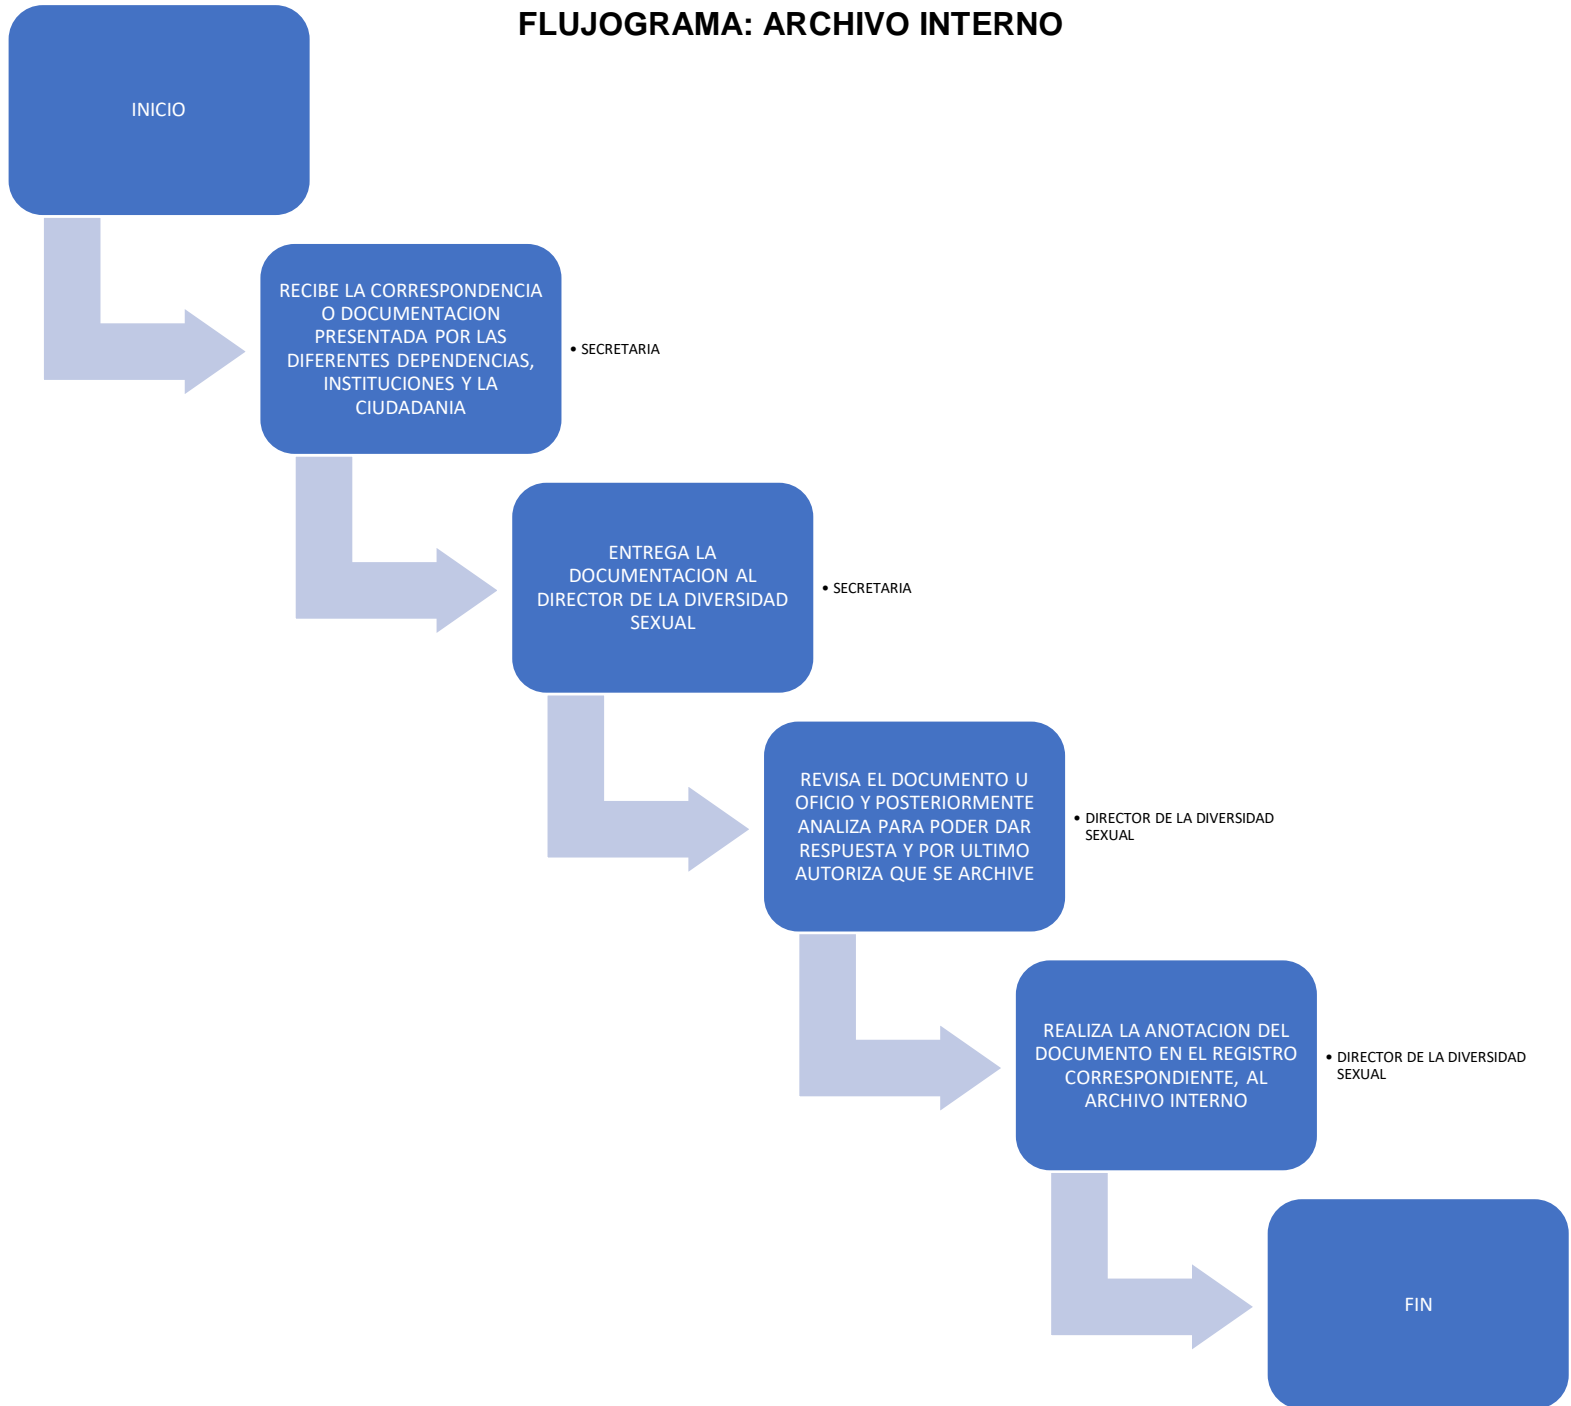 FLUJOGRAMA: ARCHIVO INTERNO
INICIO
RECIBE LA CORRESPONDENCIA
O DOCUMENTACION
PRESENTADA POR LAS
DIFERENTES DEPENDENCIAS,
INSTITUCIONES Y LA
CIUDADANIA
• SECRETARIA
ENTREGA LA
DOCUMENTACION AL
DIRECTOR DE LA DIVERSIDAD
SEXUAL
• SECRETARIA
REVISA EL DOCUMENTO U
OFICIO Y POSTERIORMENTE
ANALIZA PARA PODER DAR
RESPUESTA Y POR ULTIMO
AUTORIZA QUE SE ARCHIVE
• DIRECTOR DE LA DIVERSIDAD
SEXUAL
REALIZA LA ANOTACION DEL
DOCUMENTO EN EL REGISTRO
CORRESPONDIENTE, AL
ARCHIVO INTERNO
• DIRECTOR DE LA DIVERSIDAD
SEXUAL
FIN